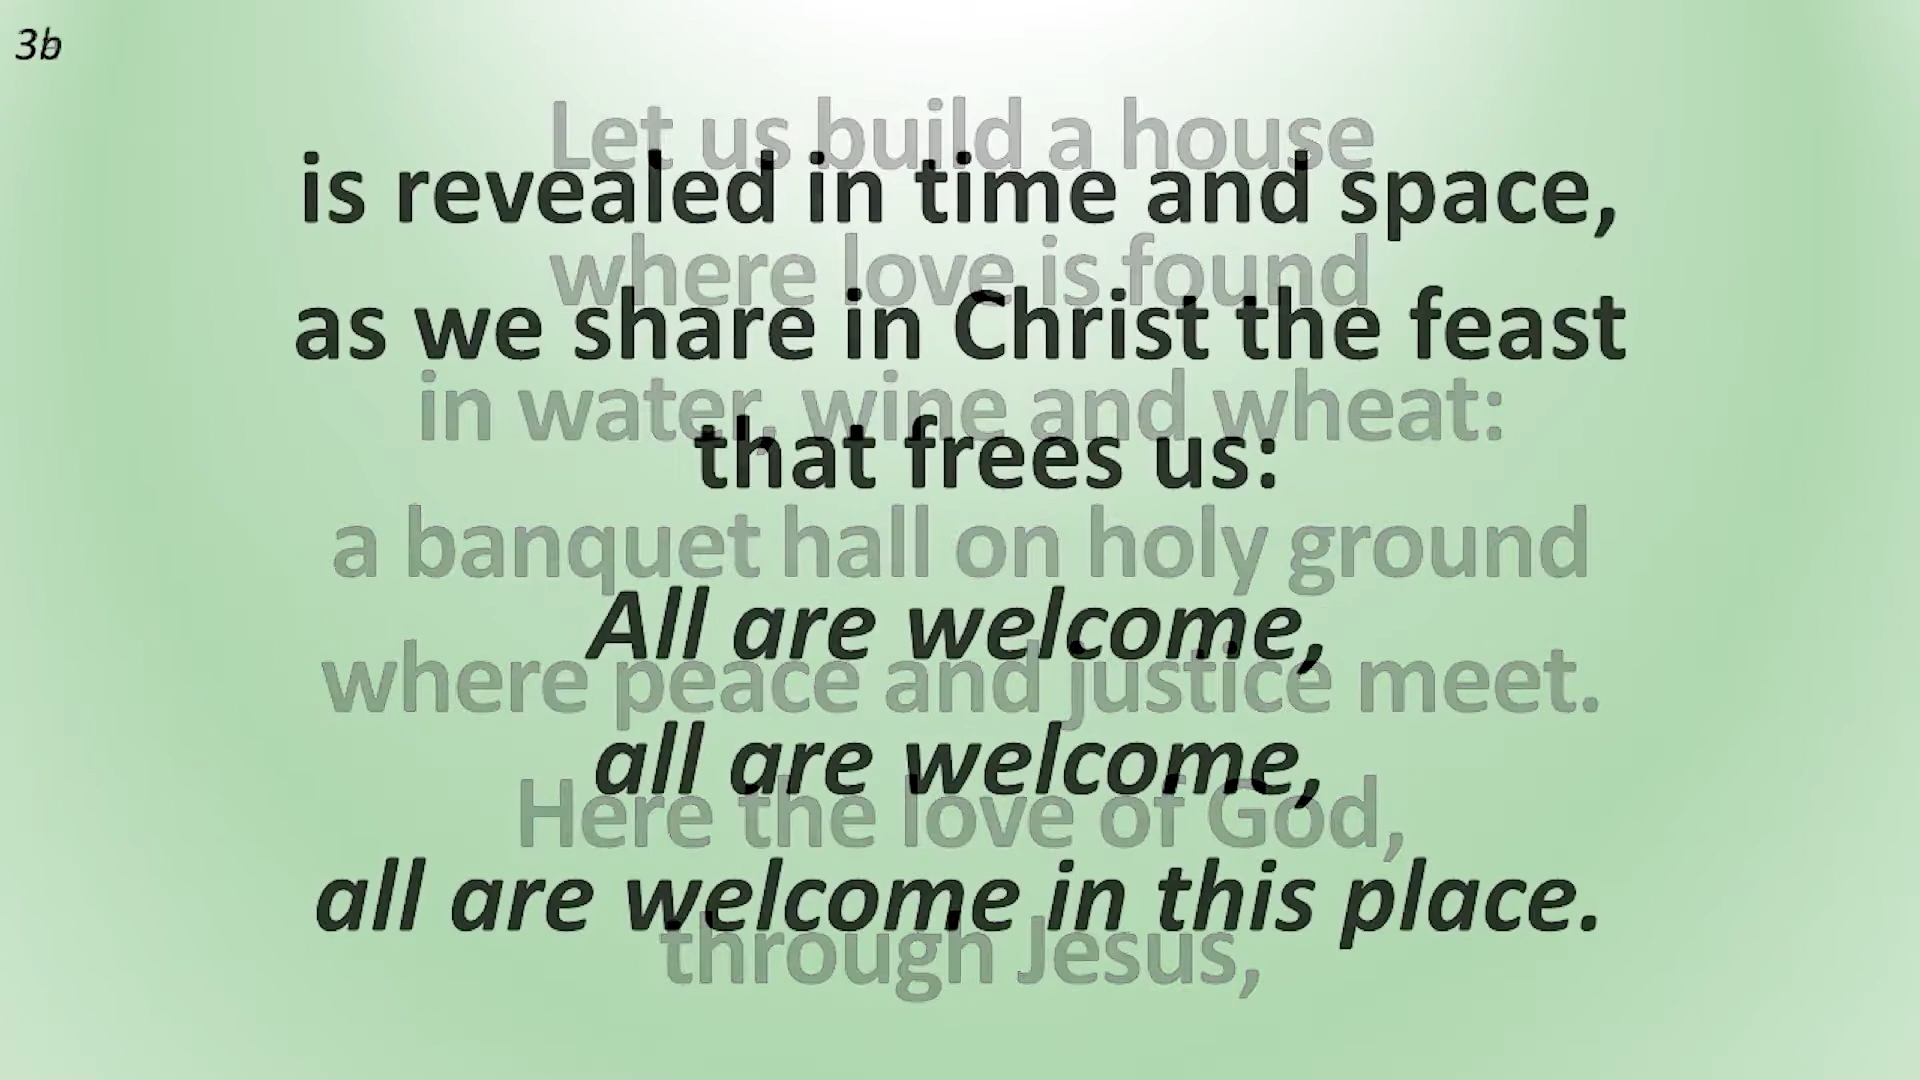 3b
Let us build a house
is revealed in time and space,
where love is found
as we share in Christ the feast
in water, wine and wheat:
that frees us:
a banquet hall on holy ground
All are welcome,
where peace and justice meet.
all are welcome,
Here the love of God,
all are welcome in this place.
through Jesus,